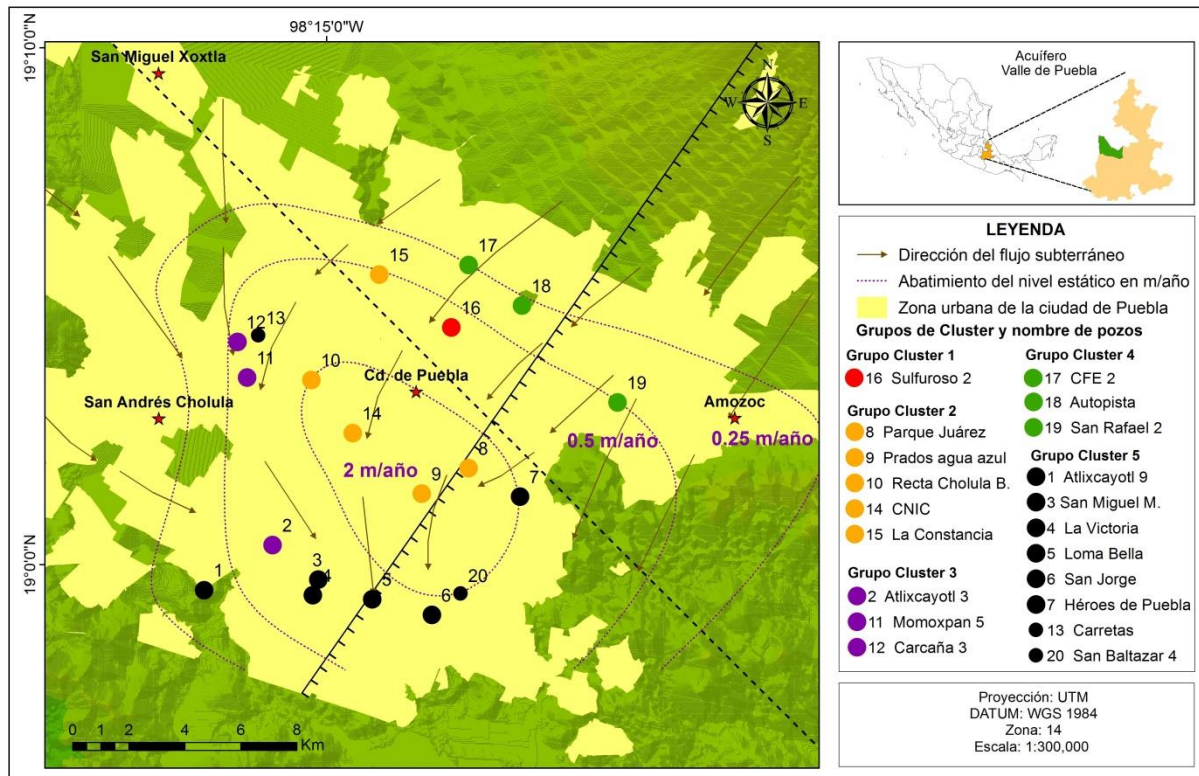 98°15'0"W
19°10'0"N
19°0'0"N
San Miguel Xoxtla
N
W
E
S
15
17
18
16
12
13
11
10
Cd. de Puebla
San Andrés Cholula
14
19
Amozoc
0.5 m/año
0.25 m/año
2 m/año
8
9
7
2
3
4
1
5
6
20
0 2 4 8
Km
Acuífero
Valle de Puebla
LEYENDA
Dirección del flujo subterráneo
Abatimiento del nivel estático en m/año
Zona urbana de la ciudad de Puebla
Grupos de Cluster y nombre de pozos
Grupo Cluster 1
16 Sulfuroso 2
Grupo Cluster 2
8 Parque Juárez
9 Prados agua azul
10 Recta Cholula B.
14 CNIC
15 La Constancia
Grupo Cluster 3
2 Atlixcayotl 3
11 Momoxpan 5
12 Carcaña 3
Grupo Cluster 4
17 CFE 2
18 Autopista
19 San Rafael 2
Grupo Cluster 5
1 Atlixcayotl 9
3 San Miguel M.
4 La Victoria
5 Loma Bella
6 San Jorge
7 Héroes de Puebla
13 Carretas
20 San Baltazar 4
Proyección: UTM
DATUM: WGS 1984
Zona: 14
Escala: 1:300,000